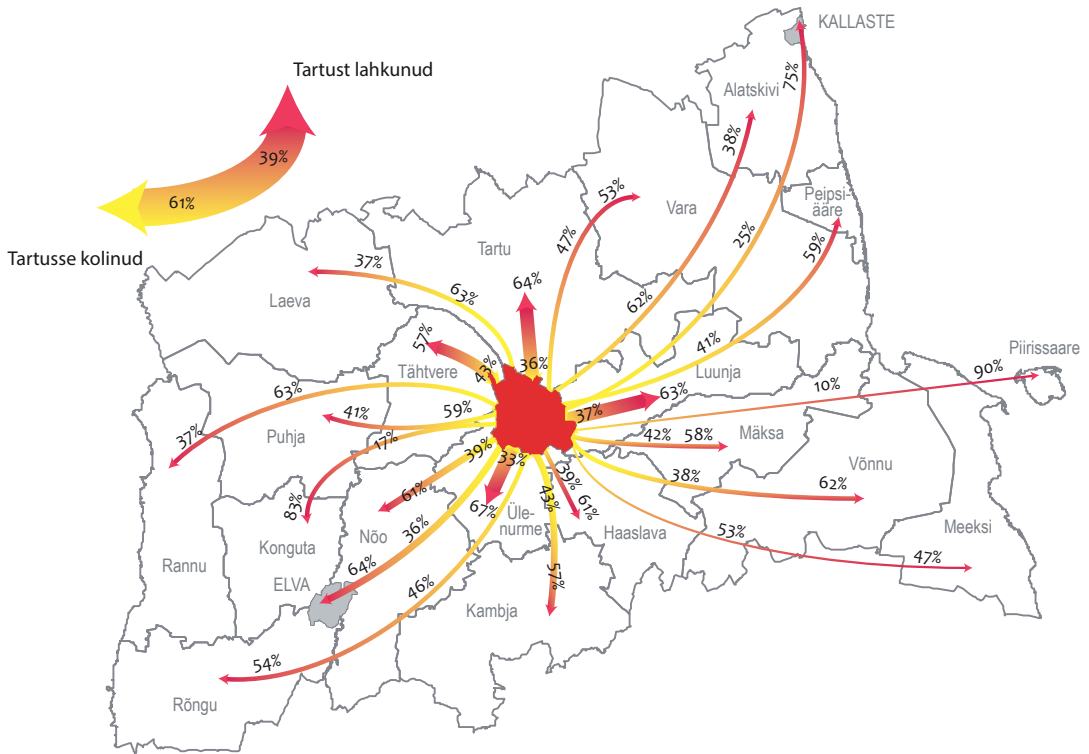 KALLASTE
Tartust lahkunud
75%
Alatskivi
38%
39%
53%
61%
Peipsi-
ääre
Vara
47%
59%
Tartu
Tartusse kolinud
37%
25%
64%
63%
62%
Laeva
57%
41%
Piirissaare
43%
36%
90%
Tähtvere
Luunja
63%
63%
10%
59%
37%
41%
37%
Puhja
17%
42%
58%
Mäksa
39%
33%
Võnnu
39%
38%
61%
43%
62%
83%
67%
61%
36%
Üle-
nurme
Nõo
Haaslava
53%
Meeksi
Konguta
47%
Rannu
64%
57%
ELVA
46%
Kambja
54%
Rõngu